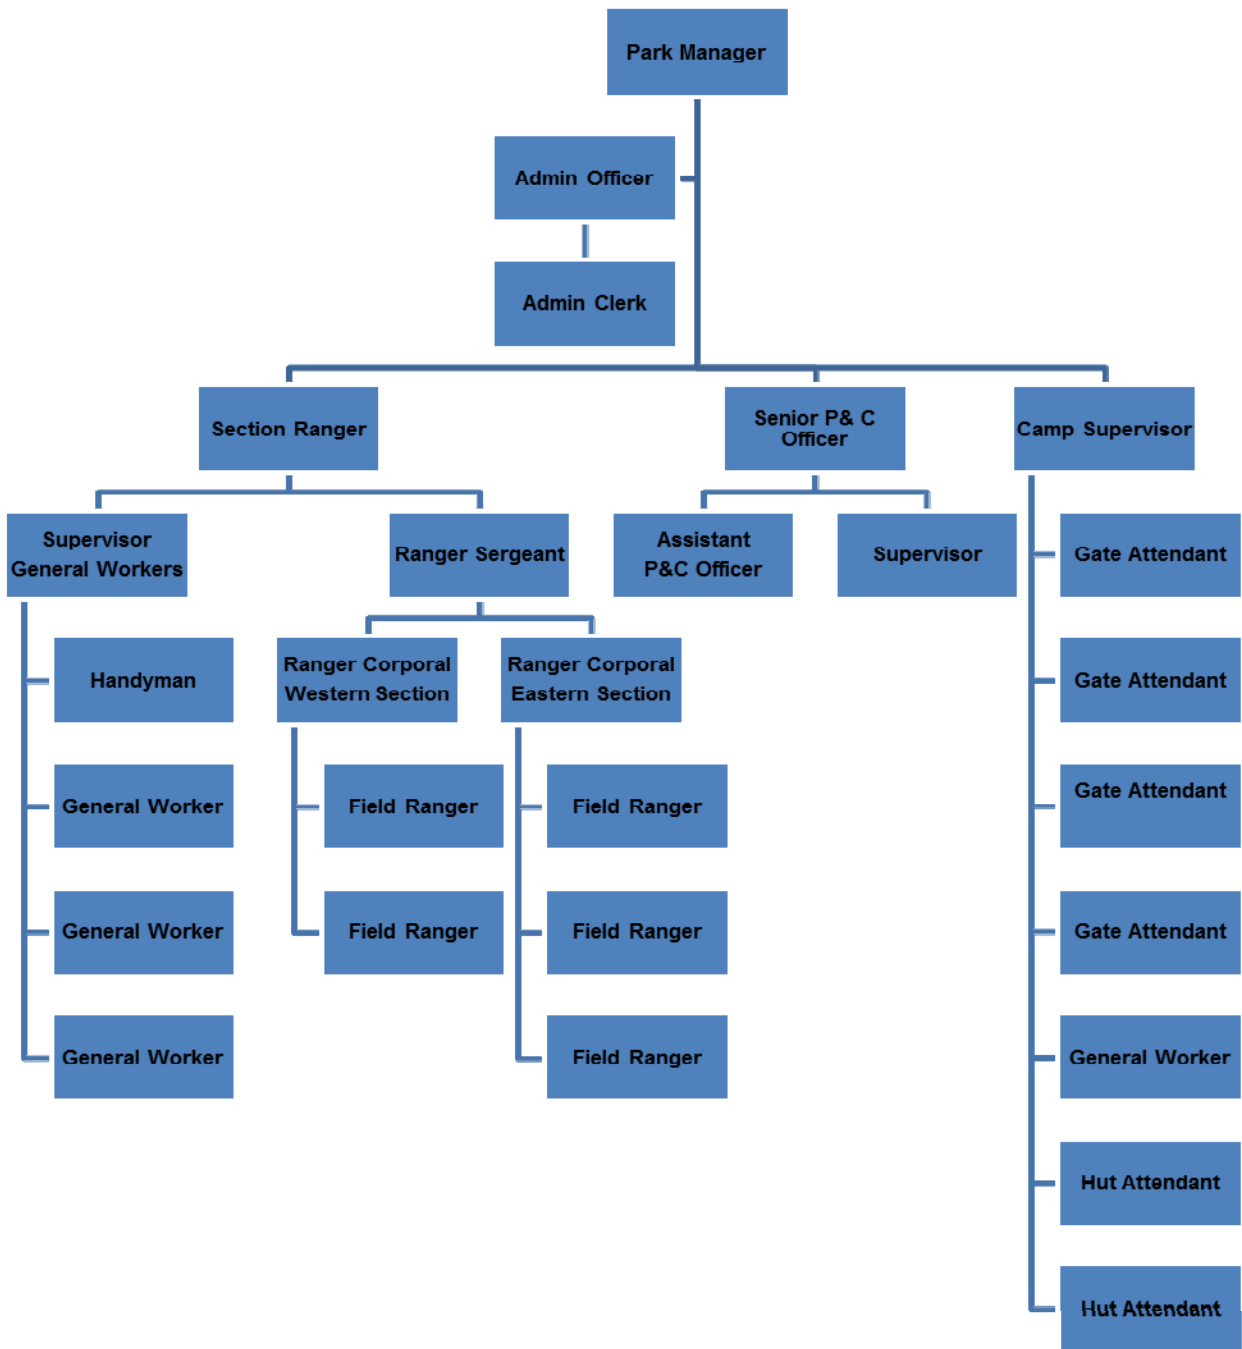 Park Manager
Admin Officer
Admin Clerk
Section Ranger
Senior P& C
Officer
Camp Supervisor
Supervisor
General Workers
Ranger Sergeant
Assistant
P&C Officer
Supervisor
Gate Attendant
Handyman
Ranger Corporal
Western Section
Ranger Corporal
Eastern Section
Gate Attendant
General Worker
Field Ranger
Field Ranger
Gate Attendant
General Worker
Field Ranger
Field Ranger
Gate Attendant
General Worker
Field Ranger
General Worker
Hut Attendant
Hut Attendant